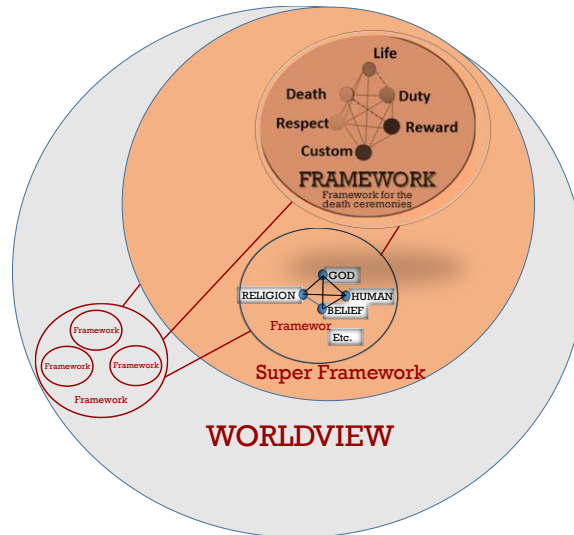 Life
Death
Duty
Respect
Reward
Custom
FRAMEWORK
Framework for the
death ceremonies
GOD
RELIGION
HUMAN
BELIEF
Framewor
Etc.
Framework
Framework
Framework
Framework
Super Framework
WORLDVIEW